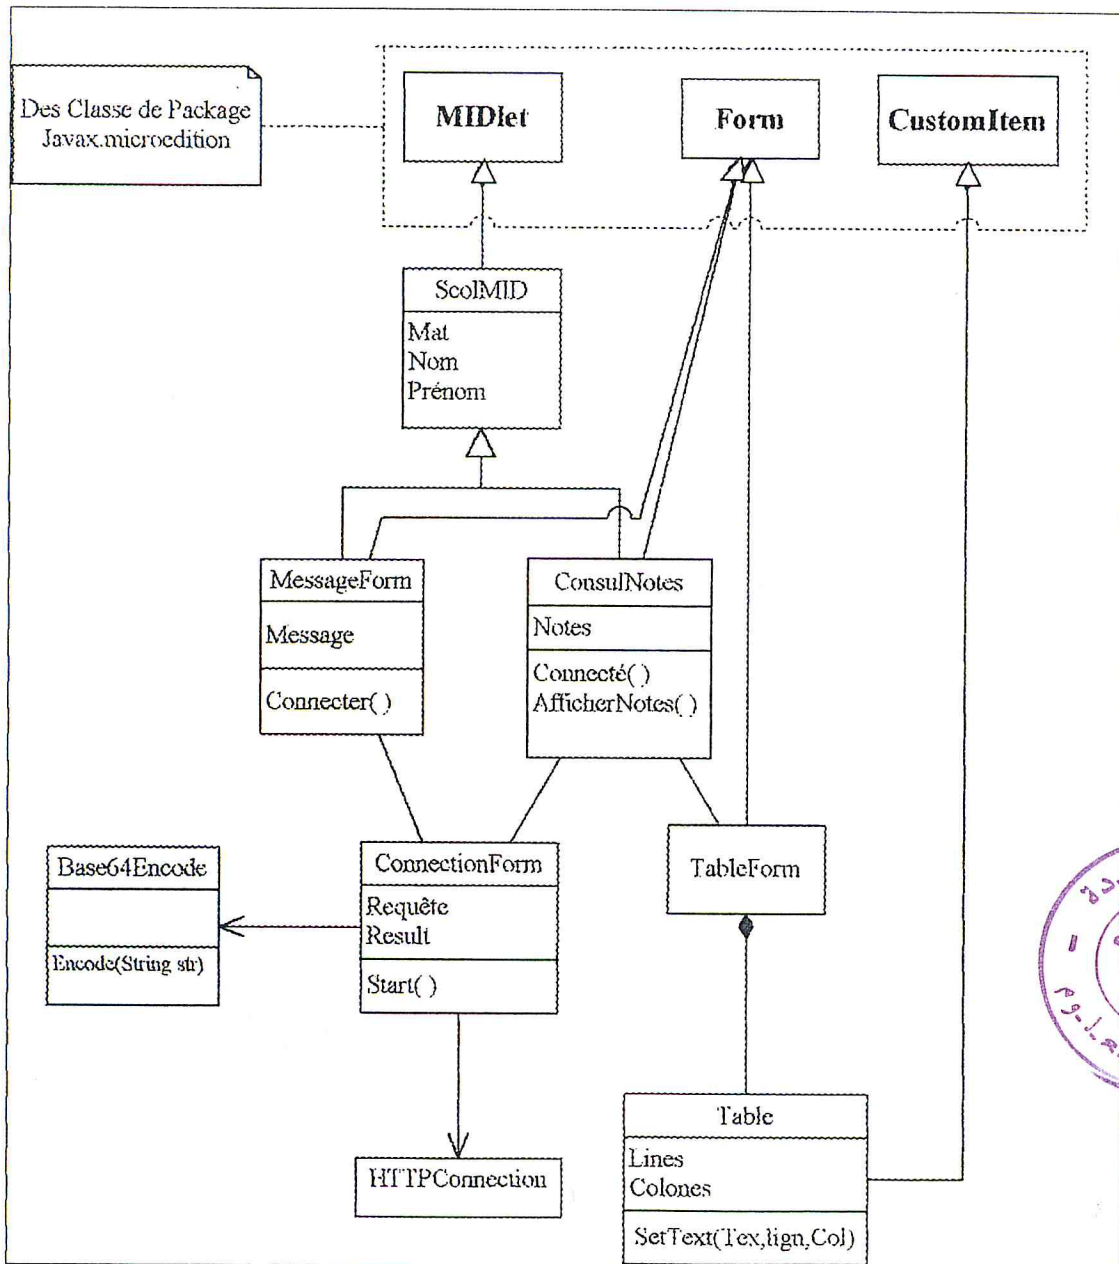 Des Classe de Package
Javax.microedition
MIDlet
Form
CustomItem
ScolMID
Mat
Nom
Prénom
MessageForm
Message
Connecter( )
ConsulNotes
Notes
Connecté( )
AfficherNotes( )
Base64Encode
Encode(String str)
ConnectionForm
Requête
Result
Start( )
TableForm
HTTPConnection
Table
Lines
Colones
SetText(Tex,lign,Col)